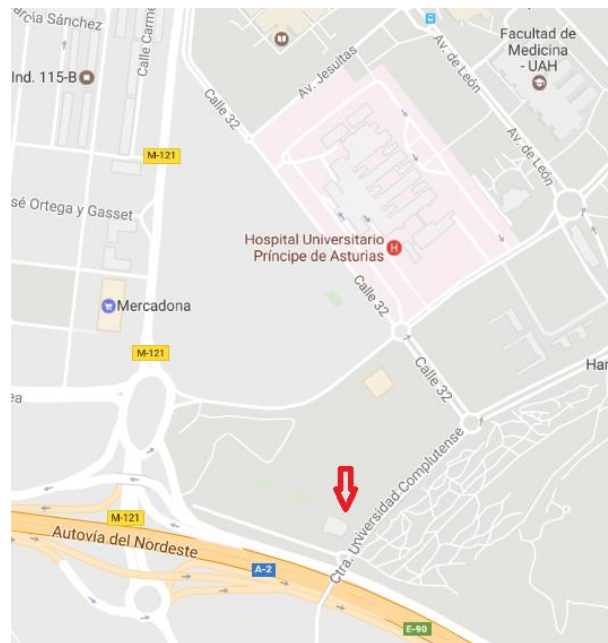 arcía Sánchez
Calle Carme
Ind. 115-B
M-121
Calle 32
Av. Jesuitas
Av. de León
Facultad de
Medicina
- UAH
Av. de León
sé Ortega y Gasset
Hospital Universitario
Príncipe de Asturias
H
Mercadona
Calle 32
M-121
Calle 32
Har
ea
Ctra. Universidad Complutense
M-121
Autovía del Nordeste
A-2
E-90